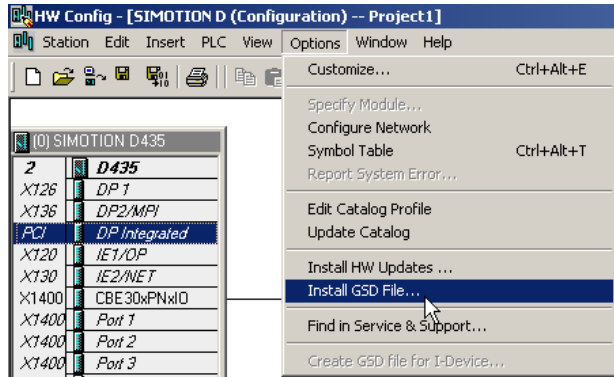 HW Config - [SIMOTION D (Configuration) -- Project1]
Station Edit Insert PLC View Options Window Help
Customize... Ctrl+Alt+E
Specify Module...
Configure Network
Symbol Table Ctrl+Alt+T
Report System Error...
Edit Catalog Profile
Update Catalog
Install HW Updates ...
Install GSD File...
Find in Service & Support...
Create GSD file for I-Device...
(0) SIMOTION D435
2 D435
X126 DP 1
X136 DP2/MPI
PCI DP Integrated
X120 IE1/OP
X130 IE2/NET
X1400 CBE30xPNxIO
X1400 Port 1
X1400 Port 2
X1400 Port 3